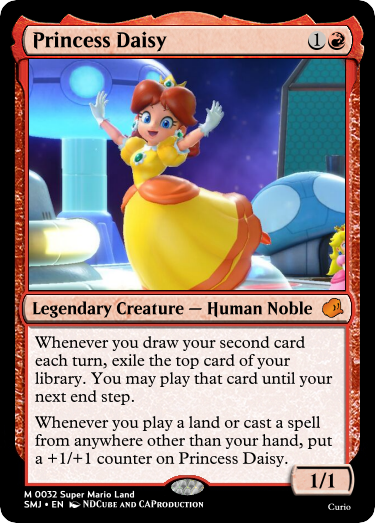 Princess Daisy 1
Legendary Creature — Human Noble
Whenever you draw your second card
each turn, exile the top card of your
library. You may play that card until your
next end step.
Whenever you play a land or cast a spell
from anywhere other than your hand, put
a +1/+1 counter on Princess Daisy.
1/1
M 0032 Super Mario Land
SMJ • EN NDCube and CAProduction
Curio